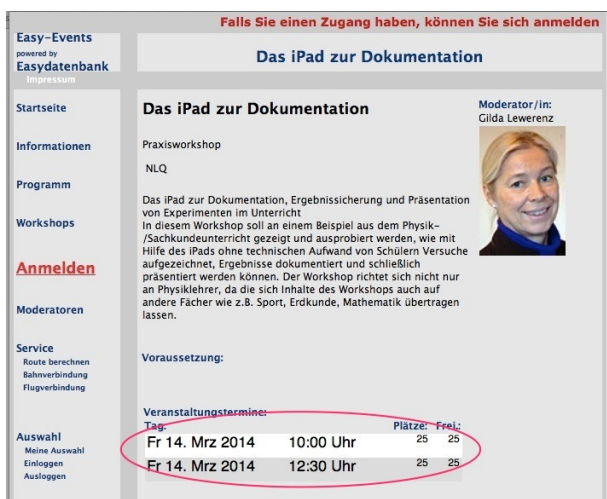 Falls Sie einen Zugang haben, können Sie sich anmelden
Easy-Events
powered by
Easydatenbank
Impressum
Das iPad zur Dokumentation
Startseite
Informationen
Programm
Workshops
Anmelden
Moderatoren
Service
Route berechnen
Bahnverbindung
Flugverbindung
Auswahl
Meine Auswahl
Einloggen
Ausloggen
Das iPad zur Dokumentation
Praxisworkshop
NLQ
Das iPad zur Dokumentation, Ergebnissicherung und Präsentation
von Experimenten im Unterricht
In diesem Workshop soll an einem Beispiel aus dem Physik-
/Sachkundeunterricht gezeigt und ausprobiert werden, wie mit
Hilfe des iPads ohne technischen Aufwand von Schülern Versuche
aufgezeichnet, Ergebnisse dokumentiert und schließlich
präsentiert werden können. Der Workshop richtet sich nicht nur
an Physiklehrer, da die sich Inhalte des Workshops auch auf
andere Fächer wie z.B. Sport, Erdkunde, Mathematik übertragen
lassen.
Moderator/in:
Gilda Lewerenz
Voraussetzung:
Veranstaltungstermine:
Tag: Plätze: Frei.:
Fr 14. Mrz 2014 10:00 Uhr 25 25
Fr 14. Mrz 2014 12:30 Uhr 25 25